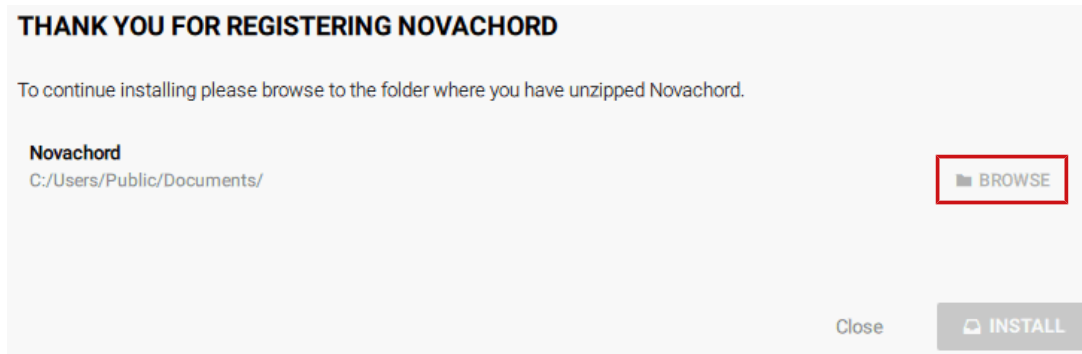 THANK YOU FOR REGISTERING NOVACHORD
To continue installing please browse to the folder where you have unzipped Novachord.
Novachord
C:/Users/Public/Documents/
BROWSE
Close
INSTALL